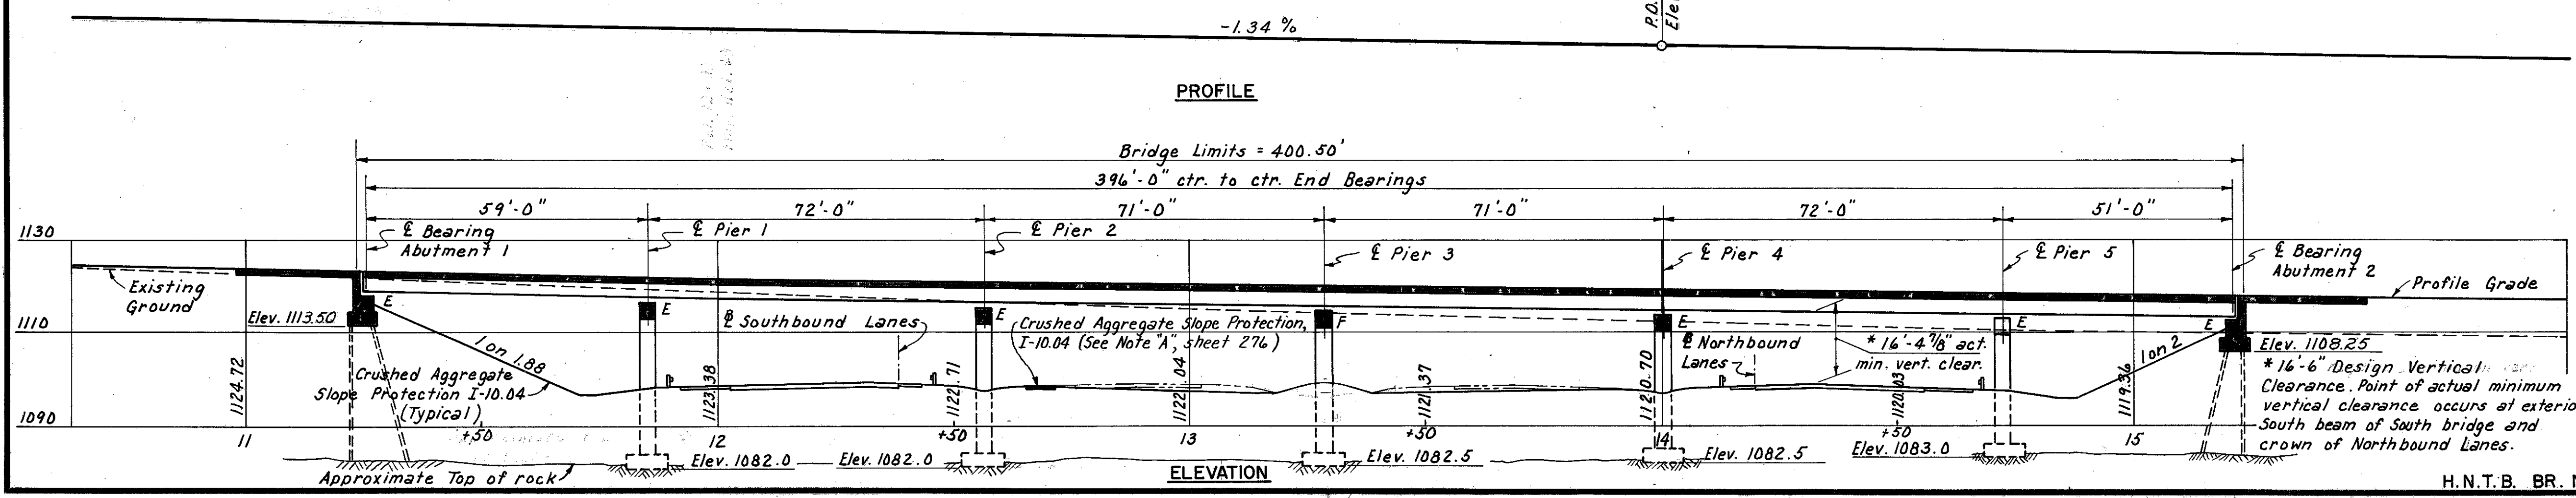 P.O.
Ele
-1.34 %
PROFILE
Bridge Limits = 400.50'
396'-0" ctr. to ctr. End Bearings
59'-0"
72'-0"
71'-0"
71'-0"
72'-0"
51'-0"
1130
℄ Bearing
Abutment 1
℄ Pier 1
℄ Pier 2
℄ Pier 3
℄ Pier 4
℄ Pier 5
℄ Bearing
Abutment 2
Existing
Ground
Profile Grade
E
E
E
F
E
E
E
1110
Elev. 1113.50
Southbound Lanes
Crushed Aggregate Slope Protection,
I-10.04 (See Note "A", sheet 276)
Northbound
Lanes
* 16'-4 7/8" act.
min. vert. clear.
1 on 1.88
1 on 2
Elev. 1108.25
Crushed Aggregate
Slope Protection I-10.04
(Typical)
* 16'-6" Design Vertical
Clearance. Point of actual minimum
vertical clearance occurs at exterio
South beam of South bridge and
crown of Northbound Lanes.
1124.72
1123.38
1122.71
1122.04
1121.37
1120.70
1120.03
1119.36
1090
11
+50
12
+50
13
+50
14
+50
15
Approximate Top of rock
Elev. 1082.0
Elev. 1082.0
Elev. 1082.5
Elev. 1082.5
Elev. 1083.0
ELEVATION
H.N.T.B. BR.